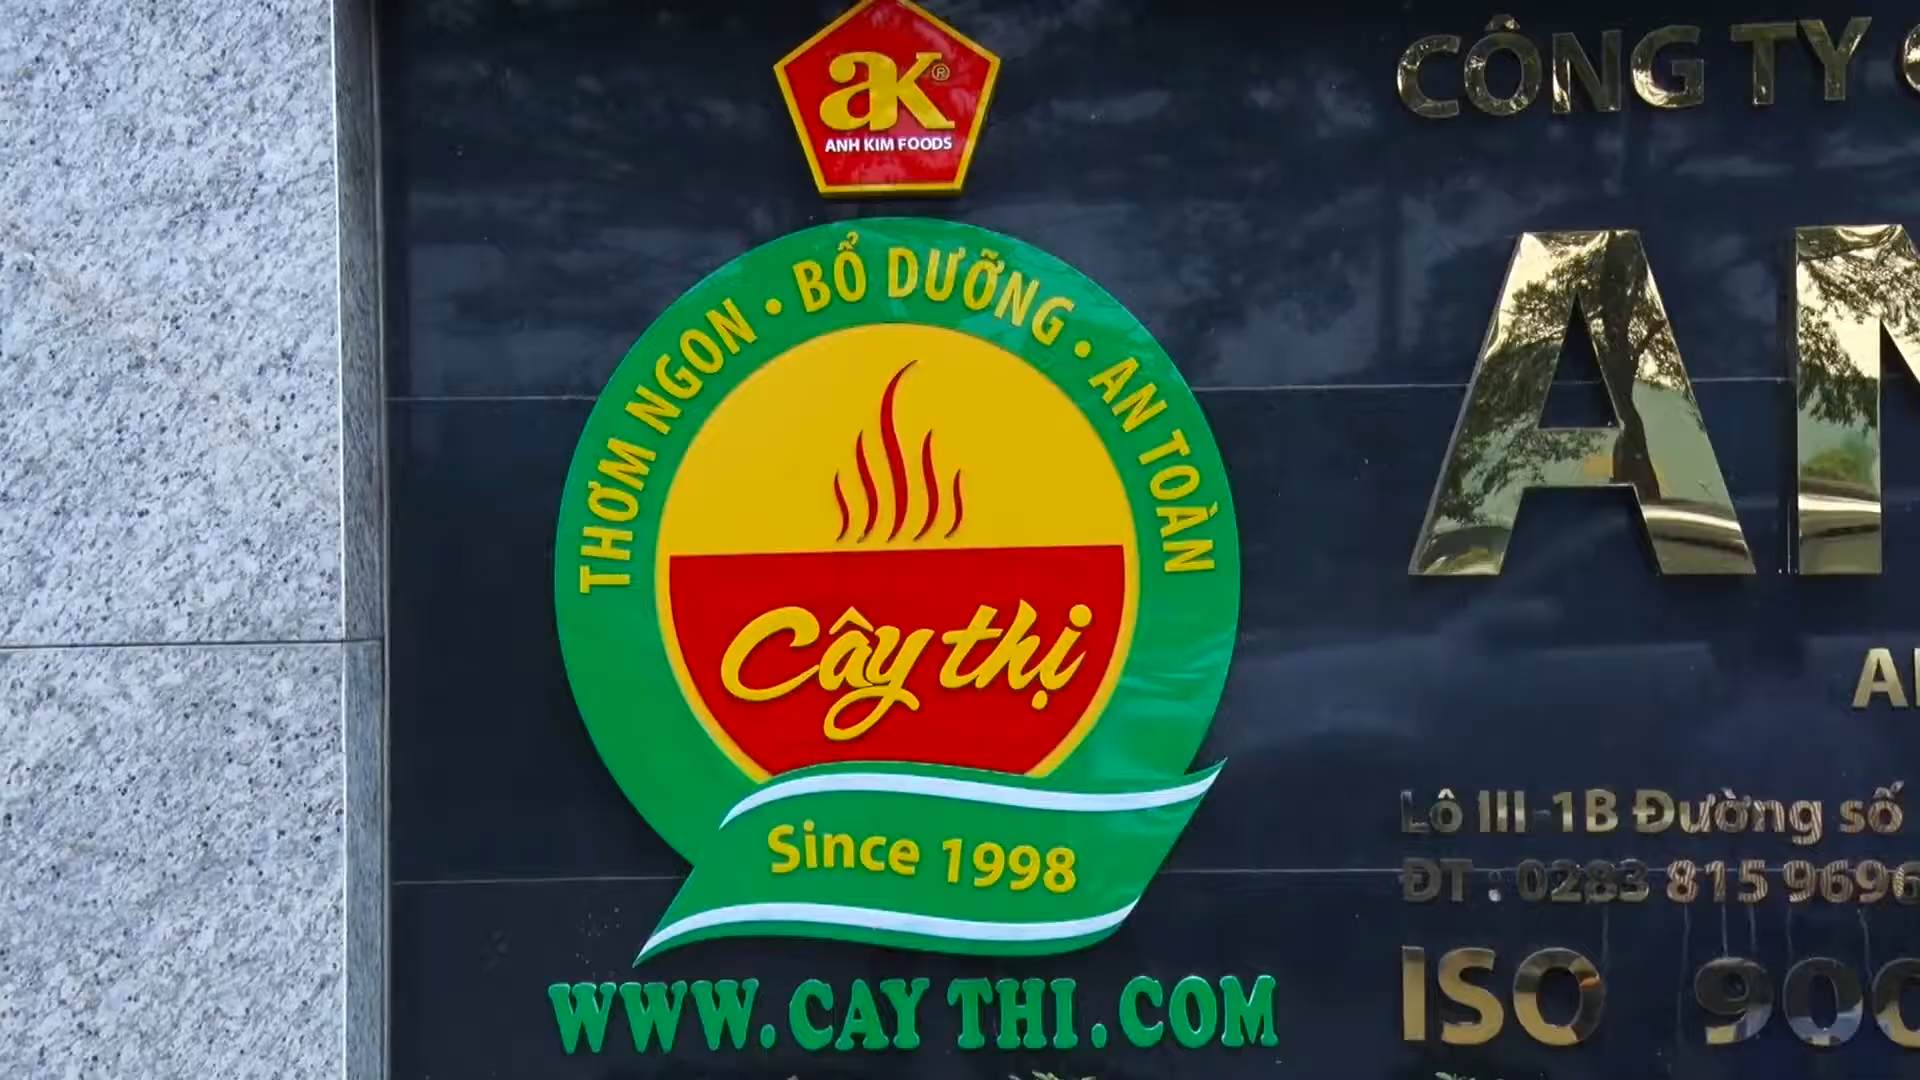 aK®
ANH KIM FOODS
THƠM NGON • BỔ DƯỠNG • AN TOÀN
Cây thị
Since 1998
WWW.CAY THI.COM
CÔNG TY
Lô III-1B Đường số
ĐT : 0283 815 9696
ISO